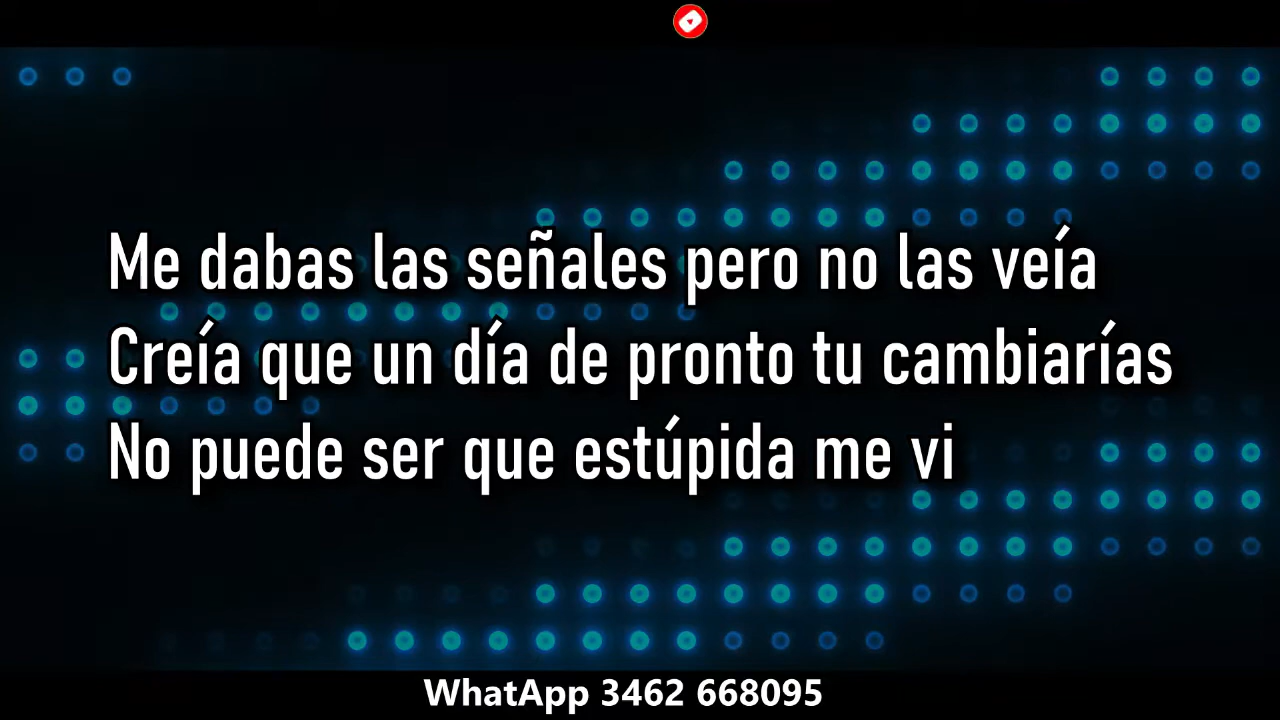 Me dabas las señales pero no las veía
Creía que un día de pronto tu cambiarías
No puede ser que estúpida me vi
WhatApp 3462 668095